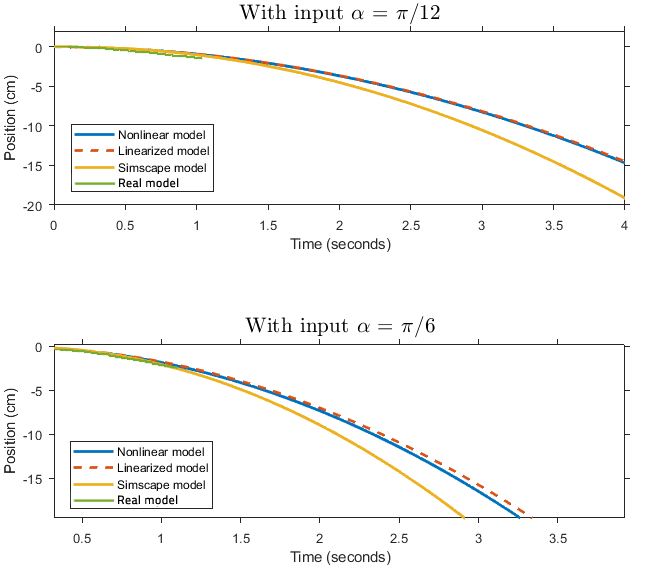 With input α = π/12
0
-5
-10
-15
-20
Position (cm)
Nonlinear model
Linearized model
Simscape model
Real model
0 0.5 1 1.5 2 2.5 3 3.5 4
Time (seconds)
With input α = π/6
0
-5
-10
-15
Position (cm)
Nonlinear model
Linearized model
Simscape model
Real model
0.5 1 1.5 2 2.5 3 3.5
Time (seconds)